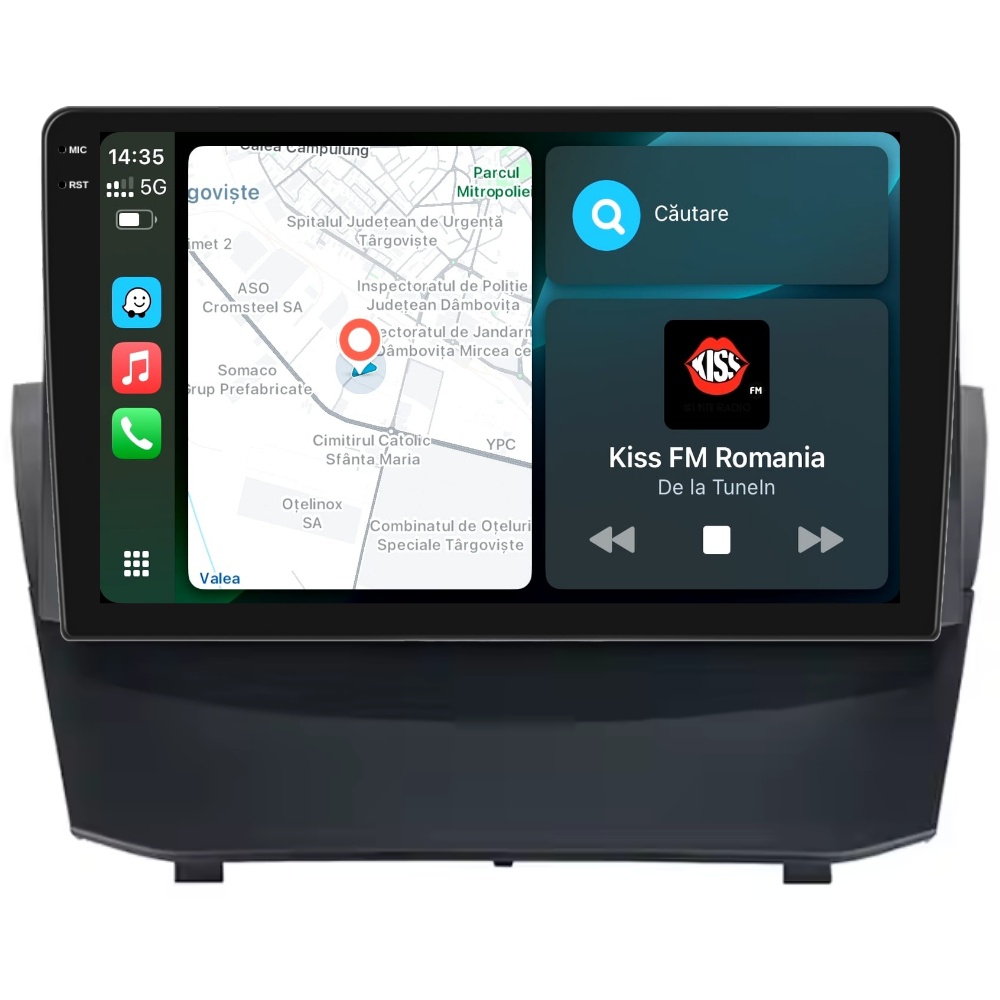 MIC
RST
14:35
5G
Calea Câmpulung
Parcul
Mitropoliei
goviște
Spitalul Județean de Urgență
Târgoviște
imet 2
ASO
Cromsteel SA
Inspectoratul de Poliție
Județean Dâmbovița
ectoratul de Jandarm
Dâmbovița Mircea ce
Somaco
Grup Prefabricate
Cimitirul Catolic
Sfânta Maria
YPC
Oțelinox
SA
Combinatul de Oțeluri
Speciale Târgoviște
Valea
Căutare
KISS
FM
Kiss FM Romania
De la TuneIn